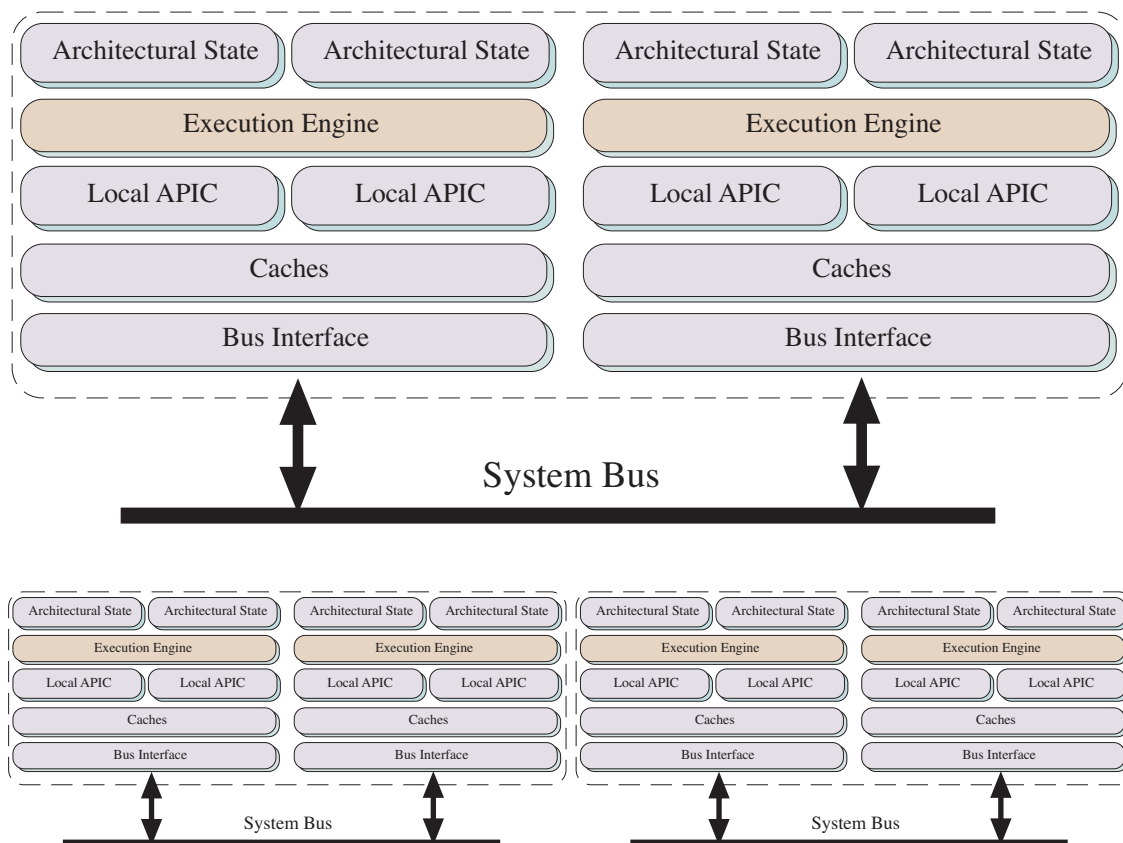 Architectural State Architectural State Architectural State Architectural State
Execution Engine Execution Engine
Local APIC Local APIC Local APIC Local APIC
Caches Caches
Bus Interface Bus Interface
System Bus
Architectural State Architectural State Architectural State Architectural State Architectural State Architectural State Architectural State Architectural State
Execution Engine Execution Engine Execution Engine Execution Engine
Local APIC Local APIC Local APIC Local APIC Local APIC Local APIC Local APIC Local APIC
Caches Caches Caches Caches
Bus Interface Bus Interface Bus Interface Bus Interface
System Bus System Bus